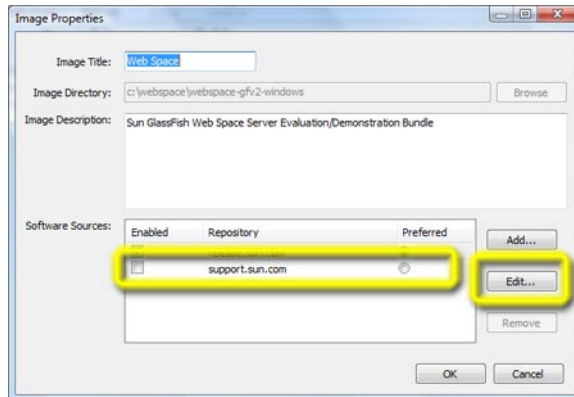 Image Properties
Image Title: Web Space
Image Directory: c:\webspace\webspace-gfv2-windows Browse
Image Description: Sun GlassFish Web Space Server Evaluation/Demonstration Bundle
Software Sources:
Enabled Repository Preferred
Add...
support.sun.com
Edit...
Remove
OK Cancel